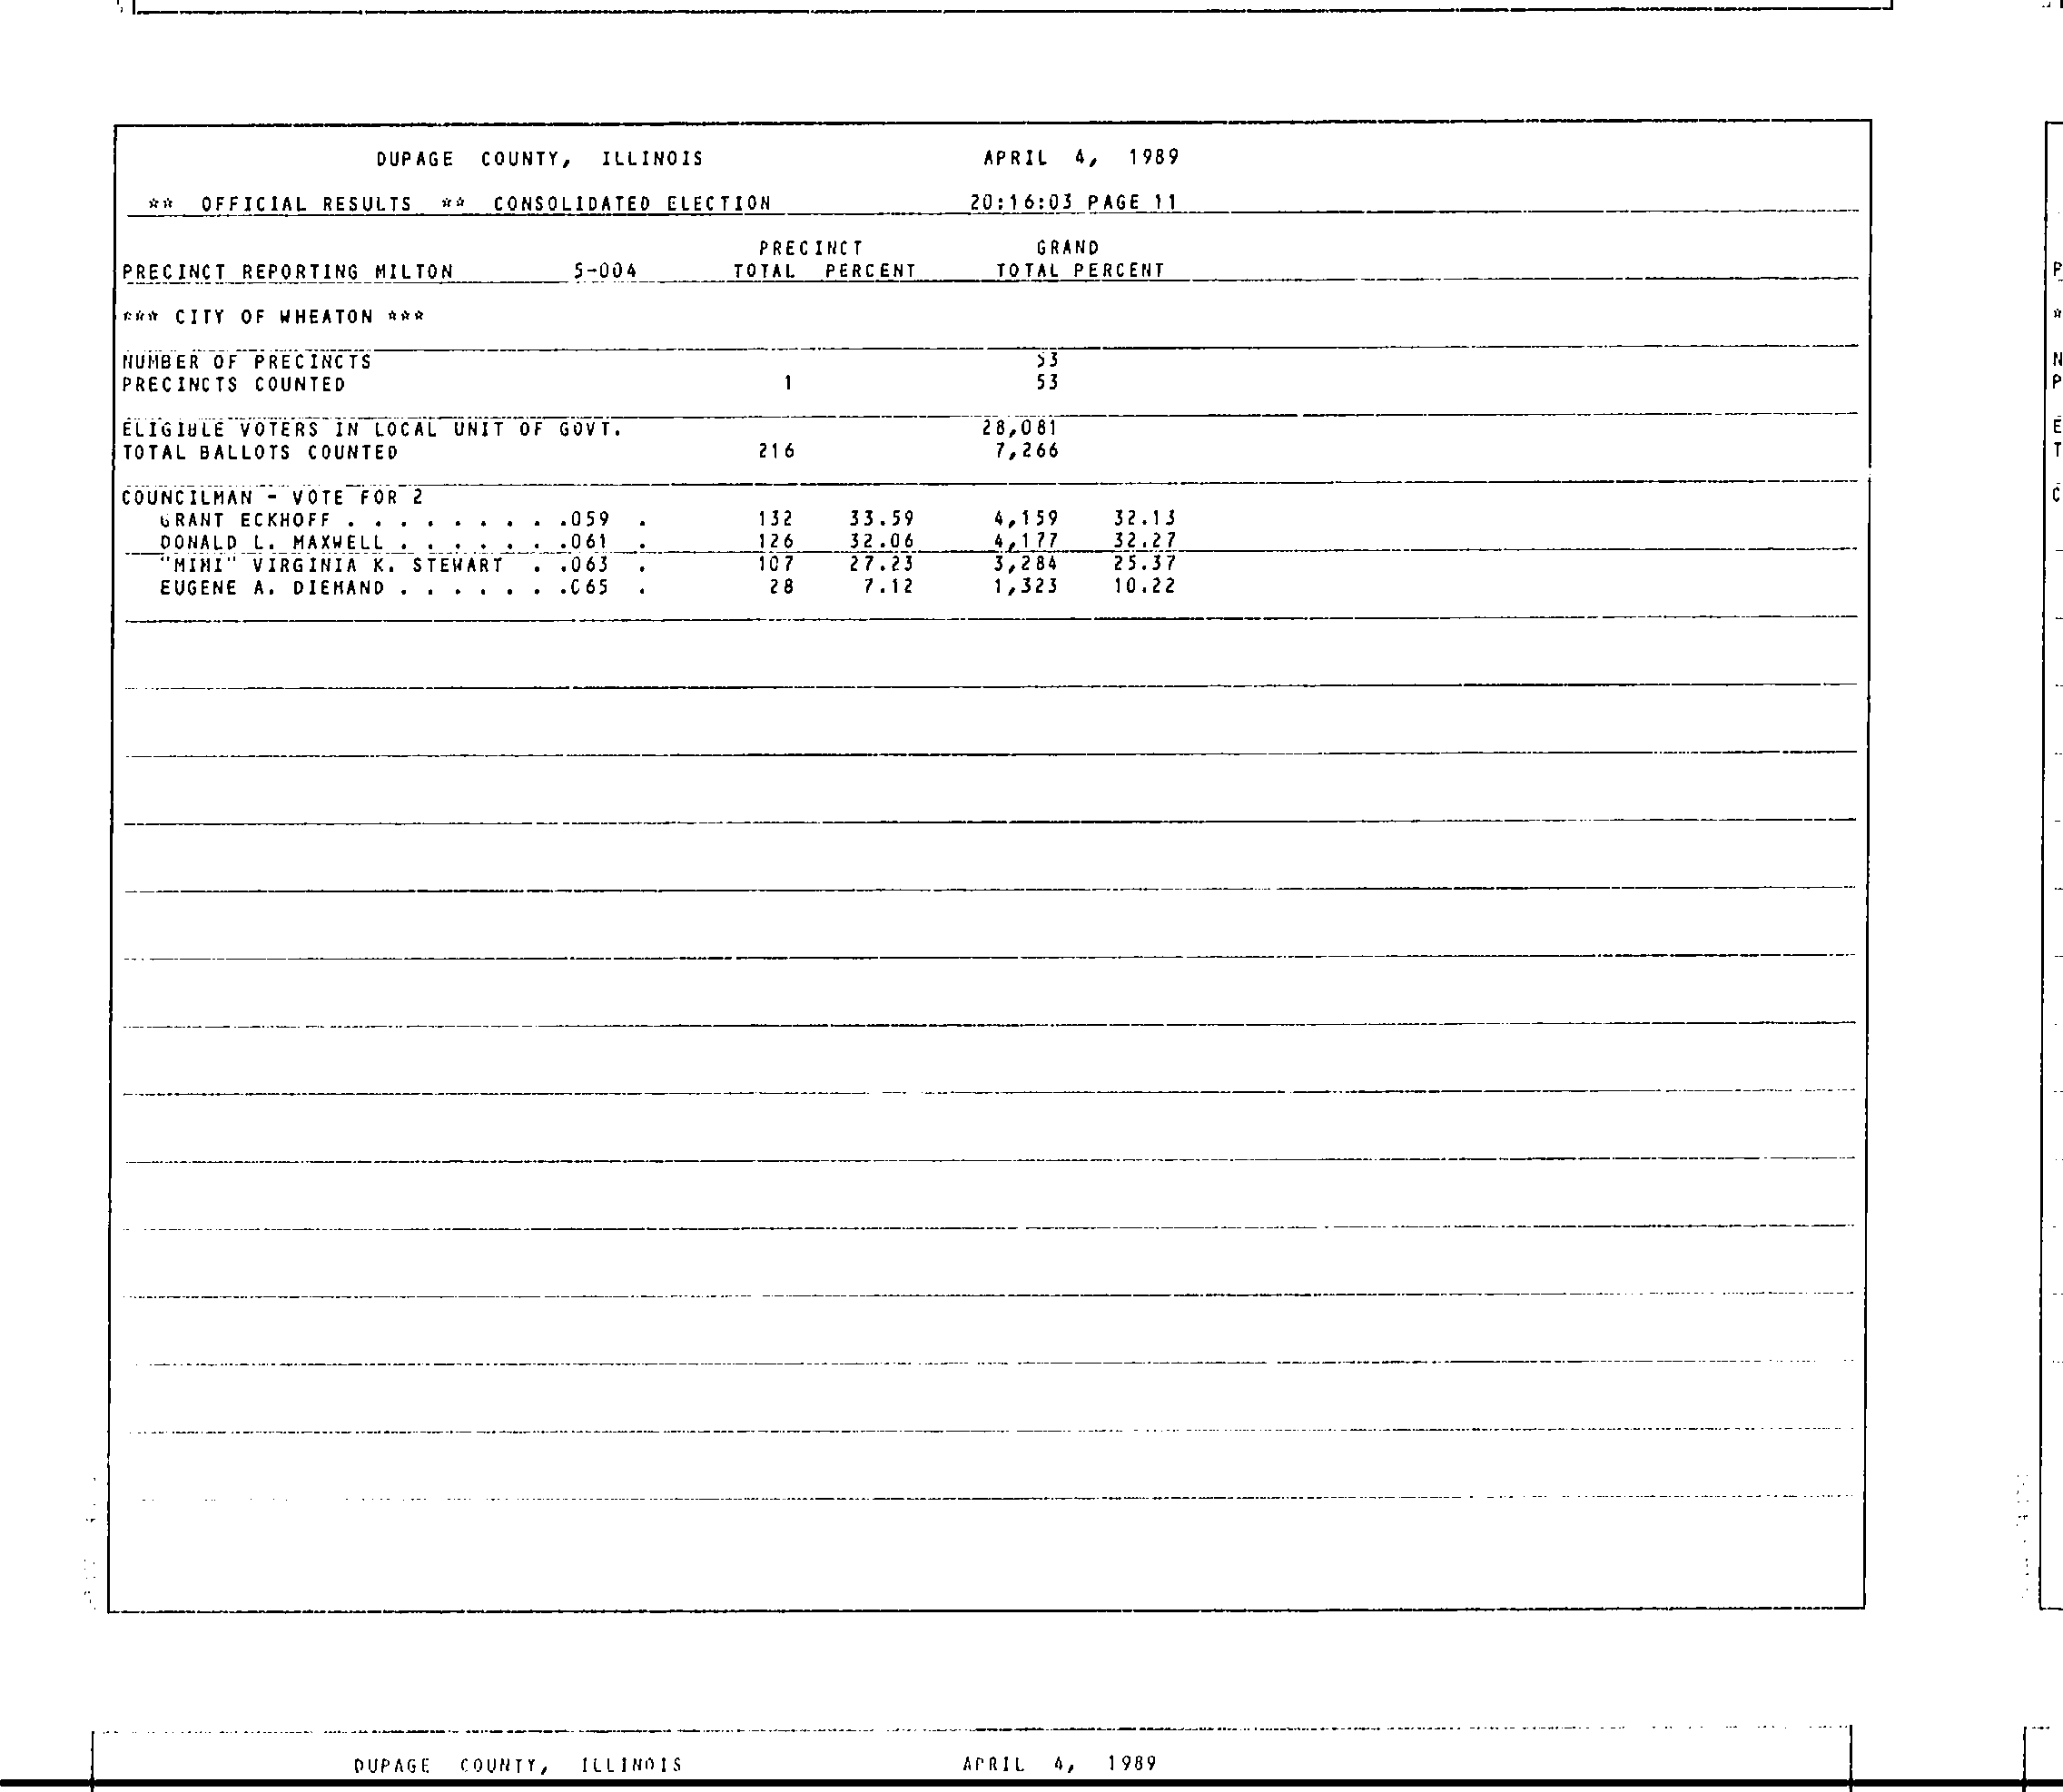 DUPAGE COUNTY, ILLINOIS APRIL 4, 1989
** OFFICIAL RESULTS ** CONSOLIDATED ELECTION 20:16:03 PAGE 11
PRECINCT GRAND
PRECINCT REPORTING MILTON 5-004 TOTAL PERCENT TOTAL PERCENT
*** CITY OF WHEATON ***
NUMBER OF PRECINCTS 53
PRECINCTS COUNTED 1 53
ELIGIBLE VOTERS IN LOCAL UNIT OF GOVT. 28,081
TOTAL BALLOTS COUNTED 216 7,266
COUNCILMAN - VOTE FOR 2
GRANT ECKHOFF . . . . . . . . .059 . 132 33.59 4,159 32.13
DONALD L. MAXWELL . . . . . . .061 . 126 32.06 4,177 32.27
"MIMI" VIRGINIA K. STEWART . .063 . 107 27.23 3,284 25.37
EUGENE A. DIEMAND . . . . . . .065 . 28 7.12 1,323 10.22
DUPAGE COUNTY, ILLINOIS APRIL 4, 1989